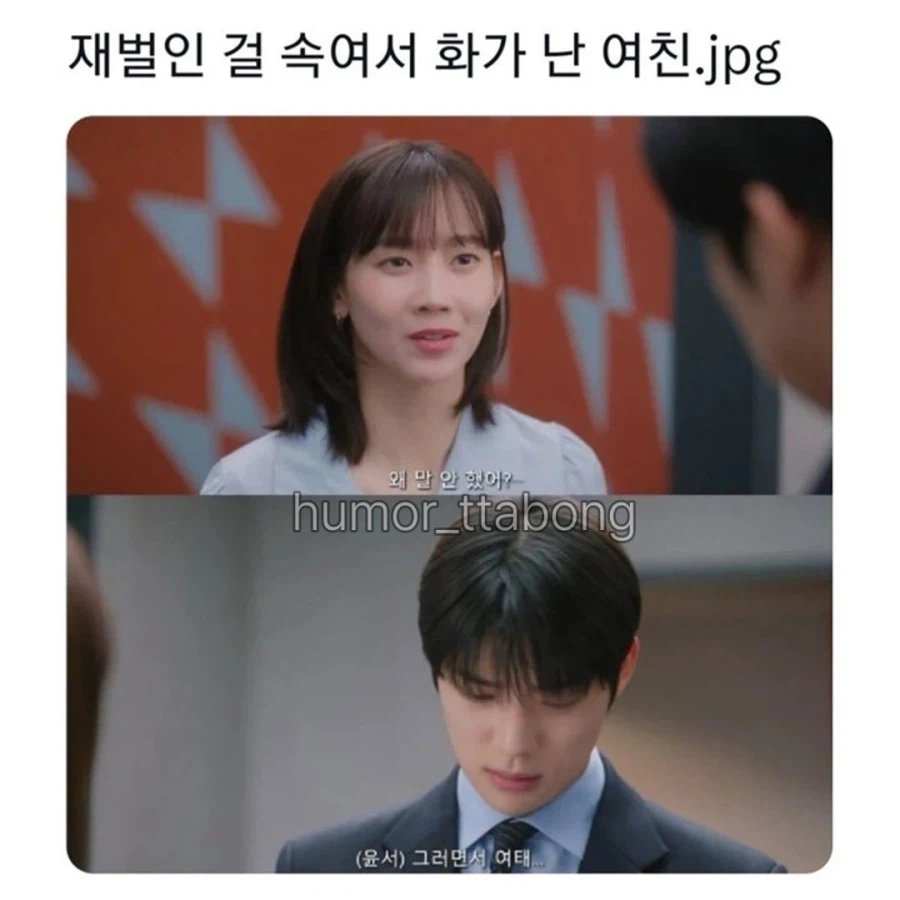 재벌인 걸 속여서 화가 난 여친.jpg
왜 말 안 했어?
humor_ttabong
(윤서) 그러면서 여태...